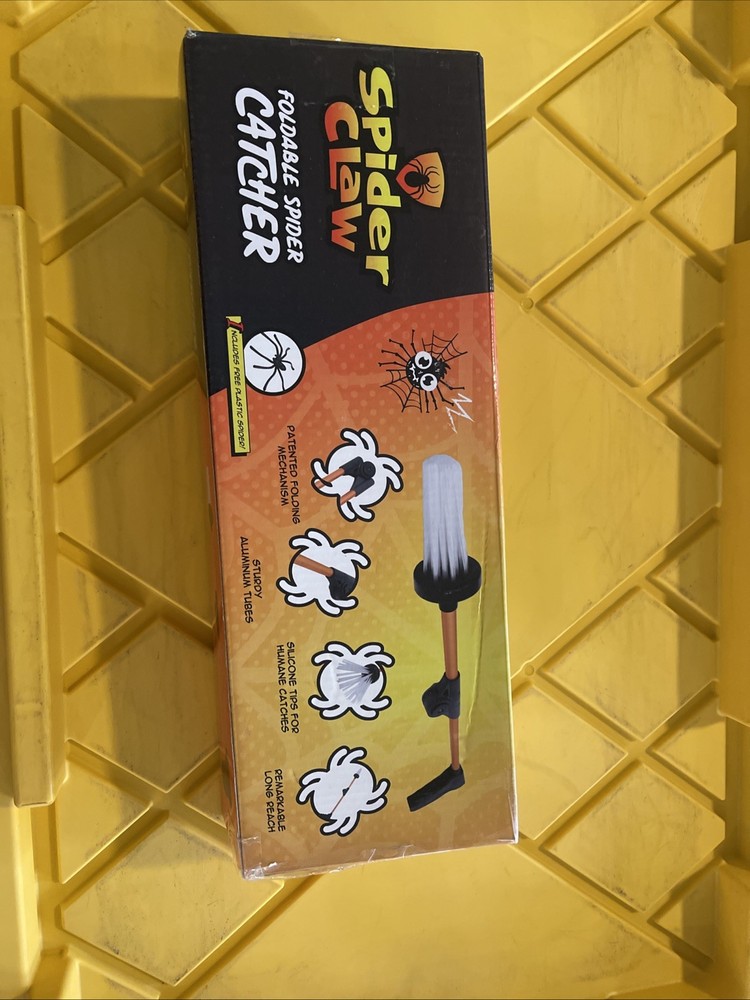 Spider
Claw
FOLDABLE SPIDER
CATCHER
INCLUDES FREE PLASTIC SPIDER!
PATENTED FOLDING
MECHANISM
STURDY
ALUMINUM TUBES
SILICONE TIPS FOR
HUMANE CATCHES
REMARKABLE
LONG REACH